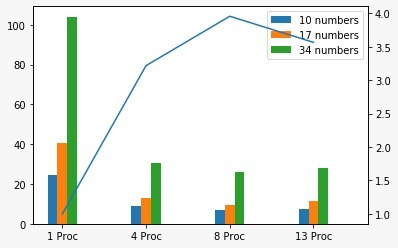 10 numbers
17 numbers
34 numbers
100
80
60
40
20
0
4.0
3.5
3.0
2.5
2.0
1.5
1.0
1 Proc
4 Proc
8 Proc
13 Proc